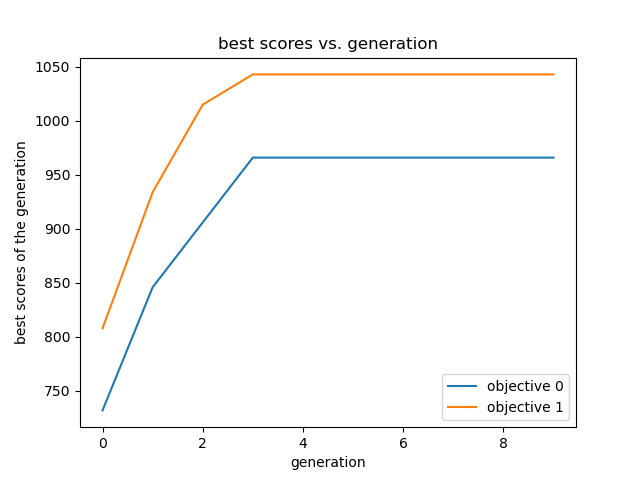 best scores vs. generation
best scores of the generation
1050
1000
950
900
850
800
750
0 2 4 6 8
generation
objective 0
objective 1